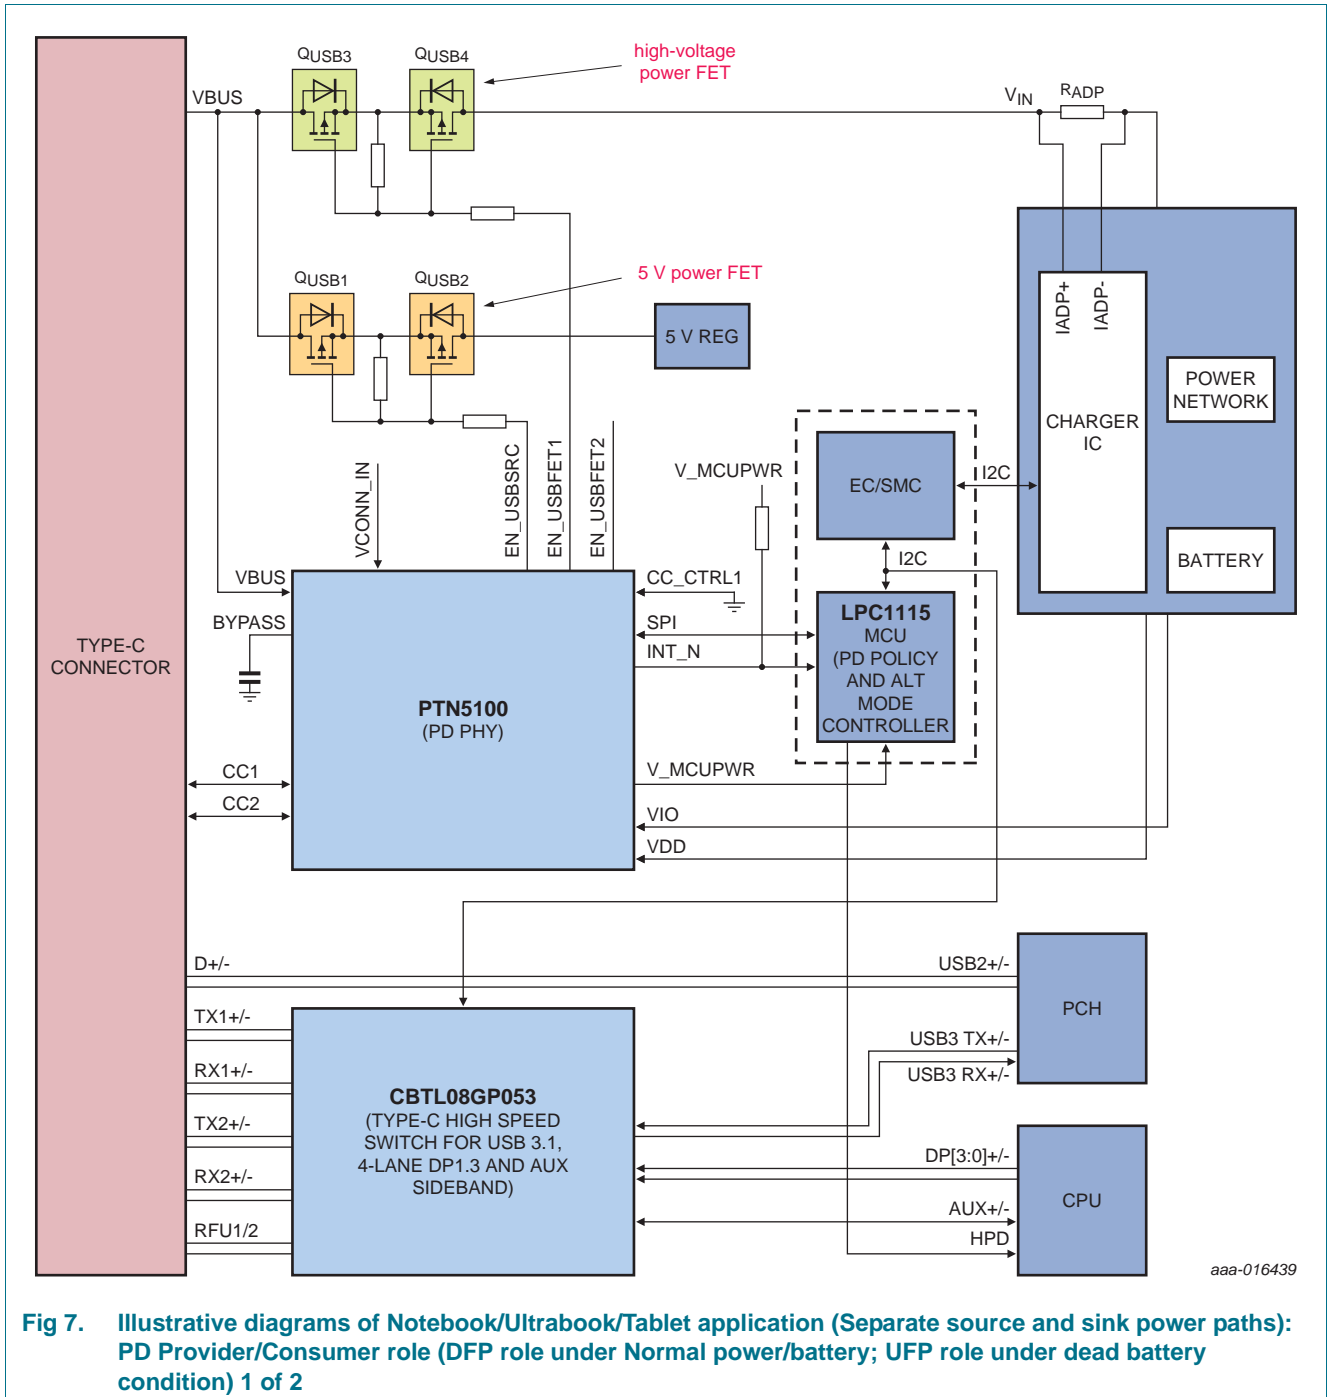 QUSB3
QUSB4
high-voltage
power FET
VBUS
VIN
RADP
QUSB1
QUSB2
5 V power FET
5 V REG
IADP+
IADP-
POWER
NETWORK
CHARGER
IC
BATTERY
VCONN_IN
EN_USBSRC
EN_USBFET1
EN_USBFET2
V_MCUPWR
EC/SMC
I2C
I2C
VBUS
BYPASS
CC_CTRL1
SPI
INT_N
LPC1115
MCU
(PD POLICY
AND ALT
MODE
CONTROLLER
TYPE-C
CONNECTOR
PTN5100
(PD PHY)
CC1
CC2
V_MCUPWR
VIO
VDD
D+/-
USB2+/-
PCH
TX1+/-
RX1+/-
TX2+/-
RX2+/-
RFU1/2
USB3 TX+/-
USB3 RX+/-
CBTL08GP053
(TYPE-C HIGH SPEED
SWITCH FOR USB 3.1,
4-LANE DP1.3 AND AUX
SIDEBAND)
DP[3:0]+/-
AUX+/-
HPD
CPU
aaa-016439
Fig 7. Illustrative diagrams of Notebook/Ultrabook/Tablet application (Separate source and sink power paths):
PD Provider/Consumer role (DFP role under Normal power/battery; UFP role under dead battery
condition) 1 of 2